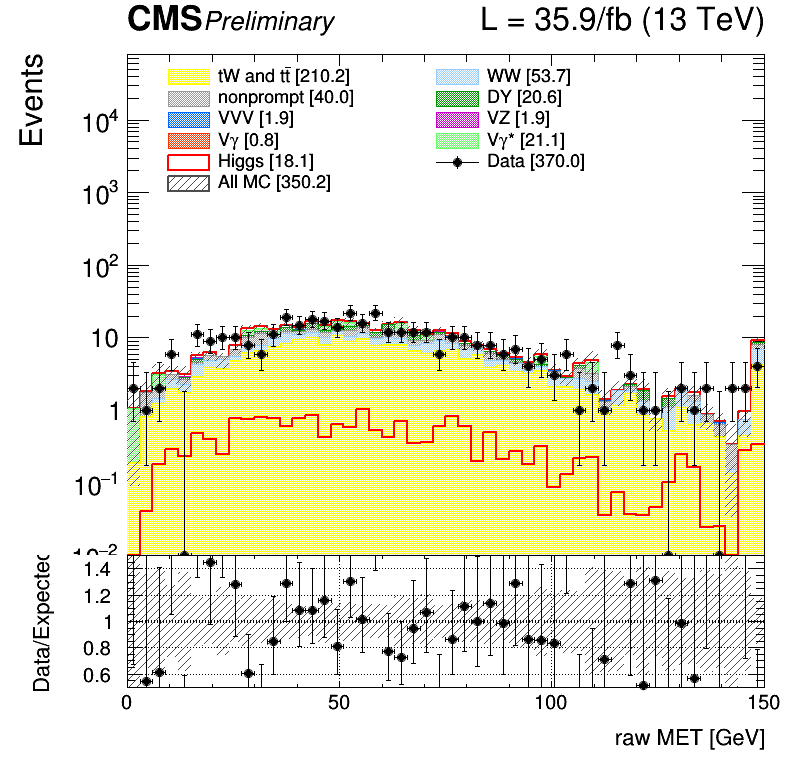 CMS Preliminary L = 35.9/fb (13 TeV)
Events
tW and tt̄ [210.2] WW [53.7]
nonprompt [40.0] DY [20.6]
VVV [1.9] VZ [1.9]
Vγ [0.8] Vγ* [21.1]
Higgs [18.1] Data [370.0]
All MC [350.2]
10⁴
10³
10²
10
1
10⁻¹
10⁻²
Data/Expected
1.4
1.2
1
0.8
0.6
0 50 100 150
raw MET [GeV]